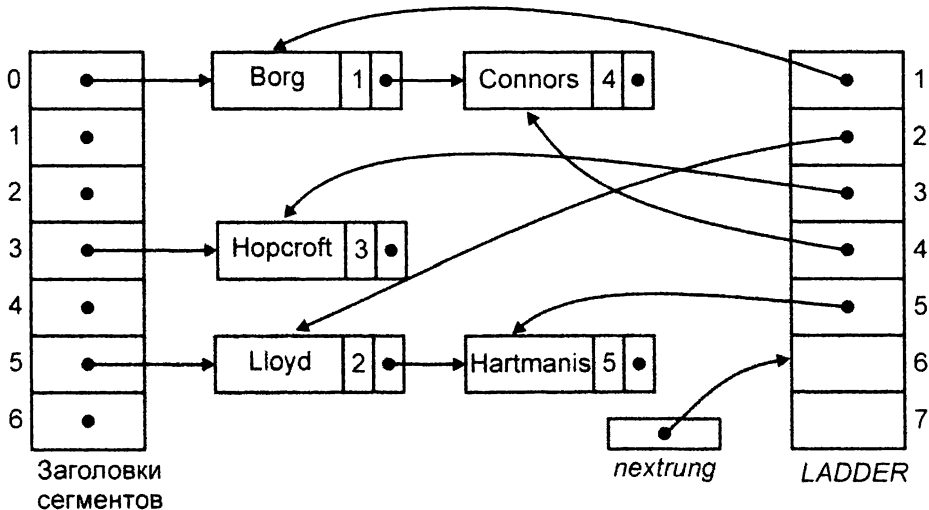 0 Borg 1 Connors 4 1
1 2
2 3
3 Hopcroft 3 4
4 5
5 Lloyd 2 Hartmanis 5 6
6 7
Заголовки
сегментов
nextrung
LADDER